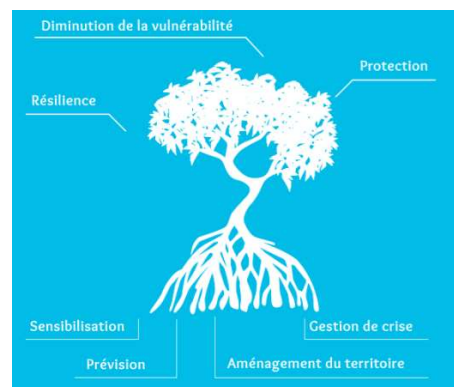 Diminution de la vulnérabilité
Protection
Résilience
Sensibilisation
Gestion de crise
Prévision
Aménagement du territoire